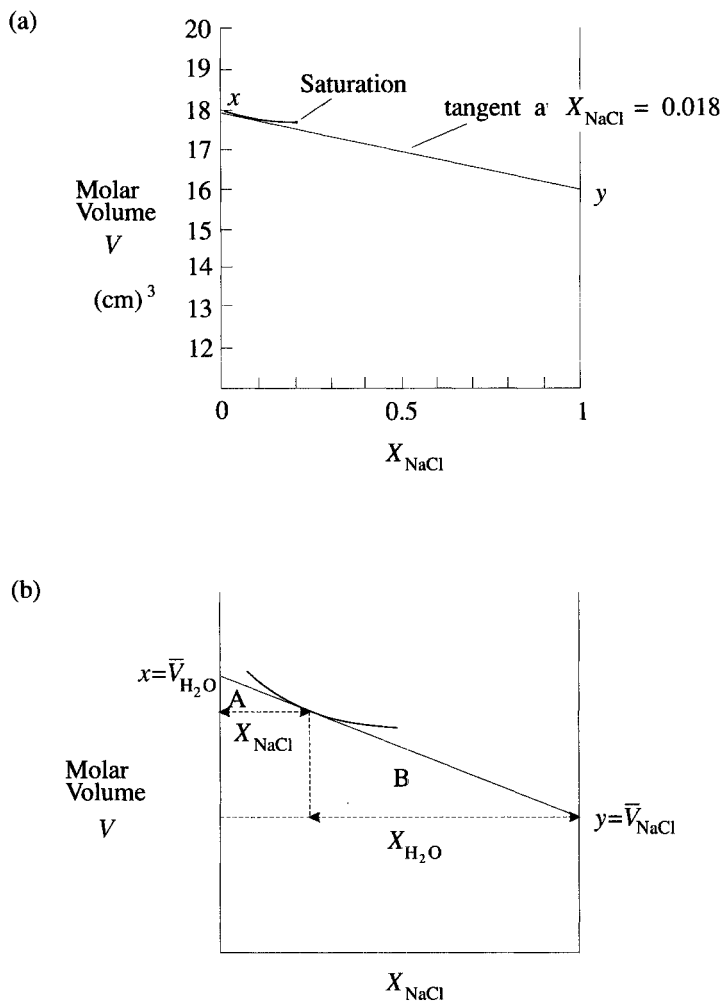 (a)
20
19
18
17
16
15
14
13
12
x
Saturation
tangent a X_NaCl = 0.018
y
Molar
Volume
V
(cm)³
0
0.5
1
X_NaCl
(b)
x=V̅_H₂O
A
X_NaCl
Molar
Volume
V
B
y=V̅_NaCl
X_H₂O
X_NaCl